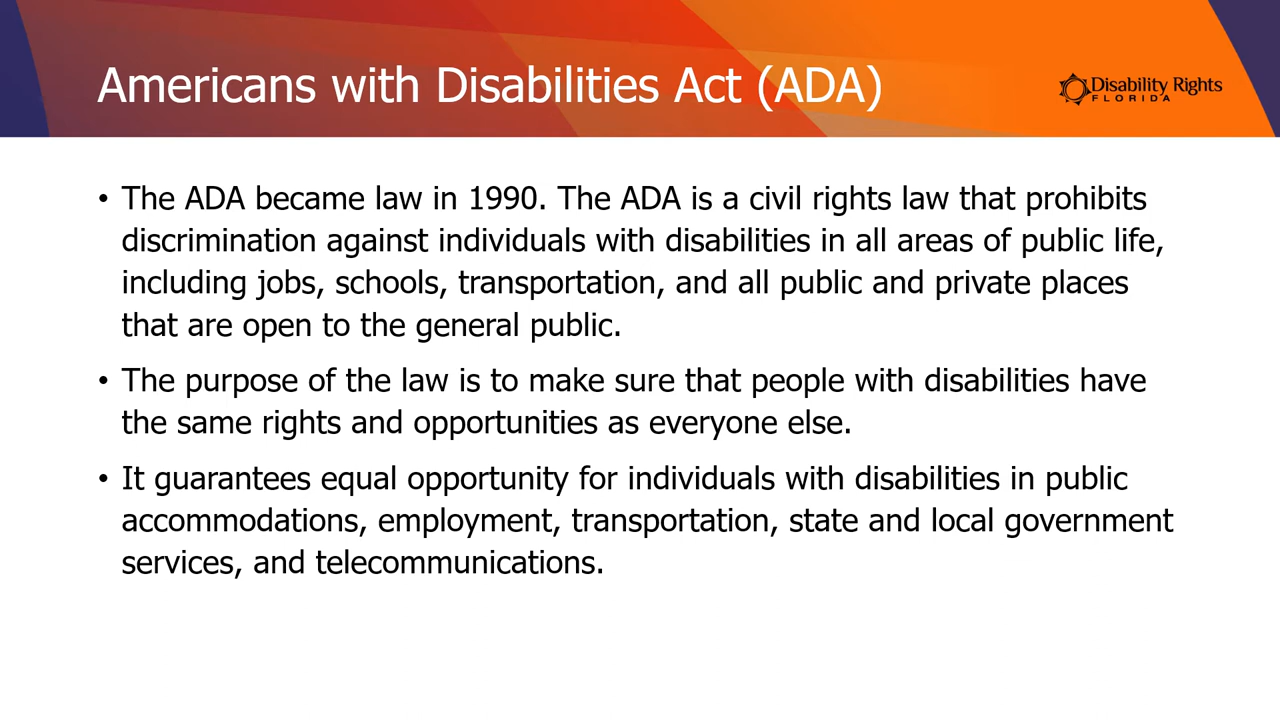 Americans with Disabilities Act (ADA)
Disability Rights
FLORIDA
• The ADA became law in 1990. The ADA is a civil rights law that prohibits
discrimination against individuals with disabilities in all areas of public life,
including jobs, schools, transportation, and all public and private places
that are open to the general public.
• The purpose of the law is to make sure that people with disabilities have
the same rights and opportunities as everyone else.
• It guarantees equal opportunity for individuals with disabilities in public
accommodations, employment, transportation, state and local government
services, and telecommunications.